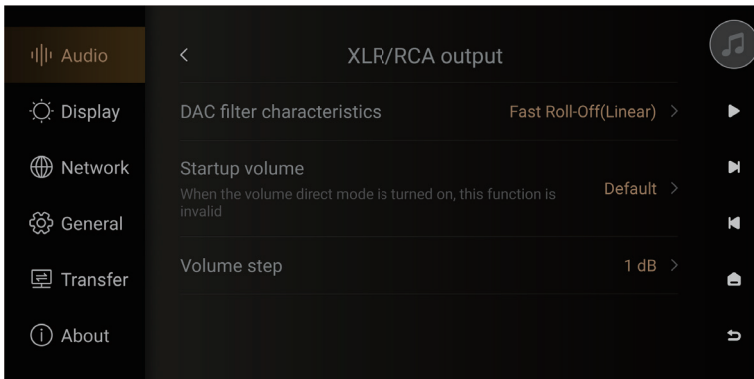 Audio
Display
Network
General
Transfer
About
XLR/RCA output
DAC filter characteristics Fast Roll-Off(Linear)
Startup volume
When the volume direct mode is turned on, this function is
invalid
Default
Volume step 1 dB